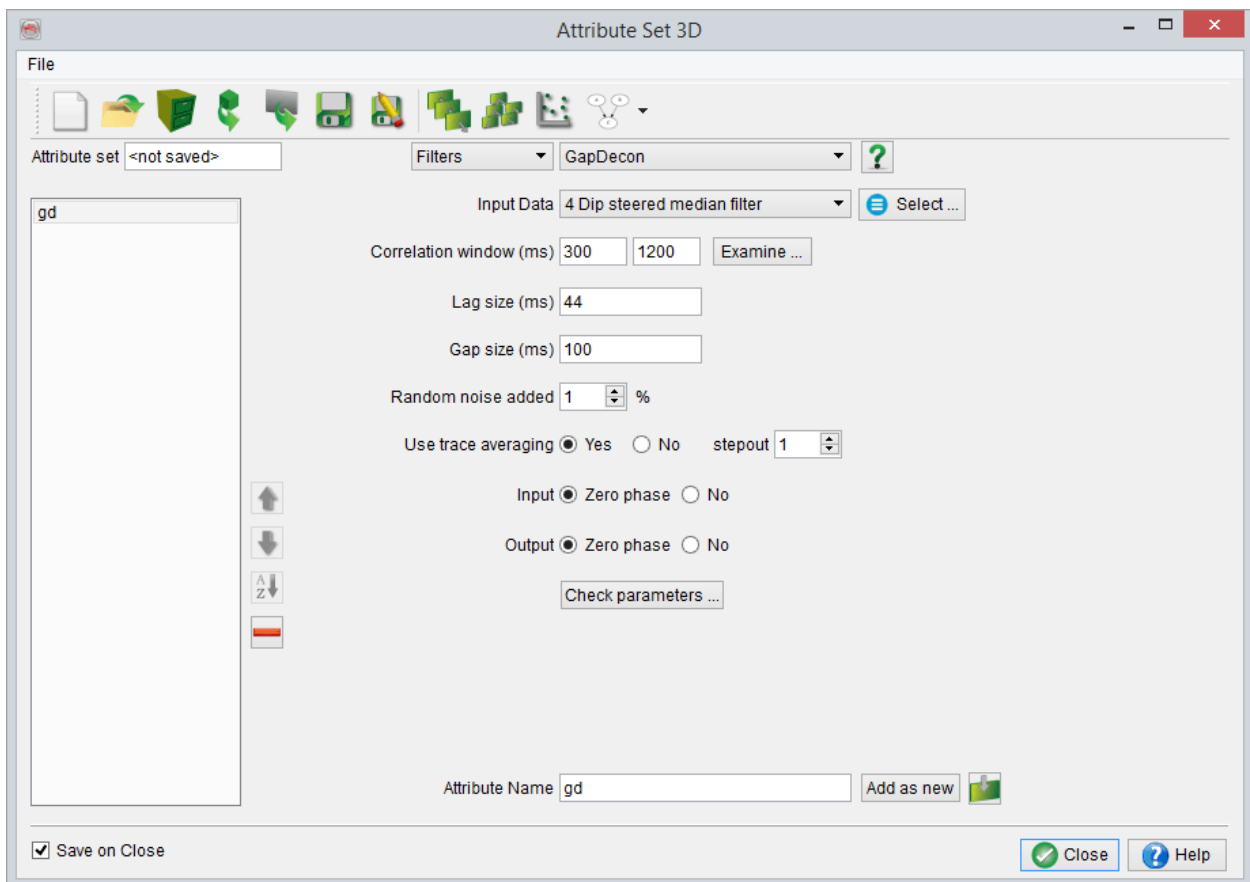 Attribute Set 3D
File
Attribute set <not saved> Filters GapDecon
gd
Input Data 4 Dip steered median filter Select ...
Correlation window (ms) 300 1200 Examine ...
Lag size (ms) 44
Gap size (ms) 100
Random noise added 1 %
Use trace averaging Yes No stepout 1
Input Zero phase No
Output Zero phase No
A
Z
Check parameters ...
Attribute Name gd Add as new
Save on Close Close Help